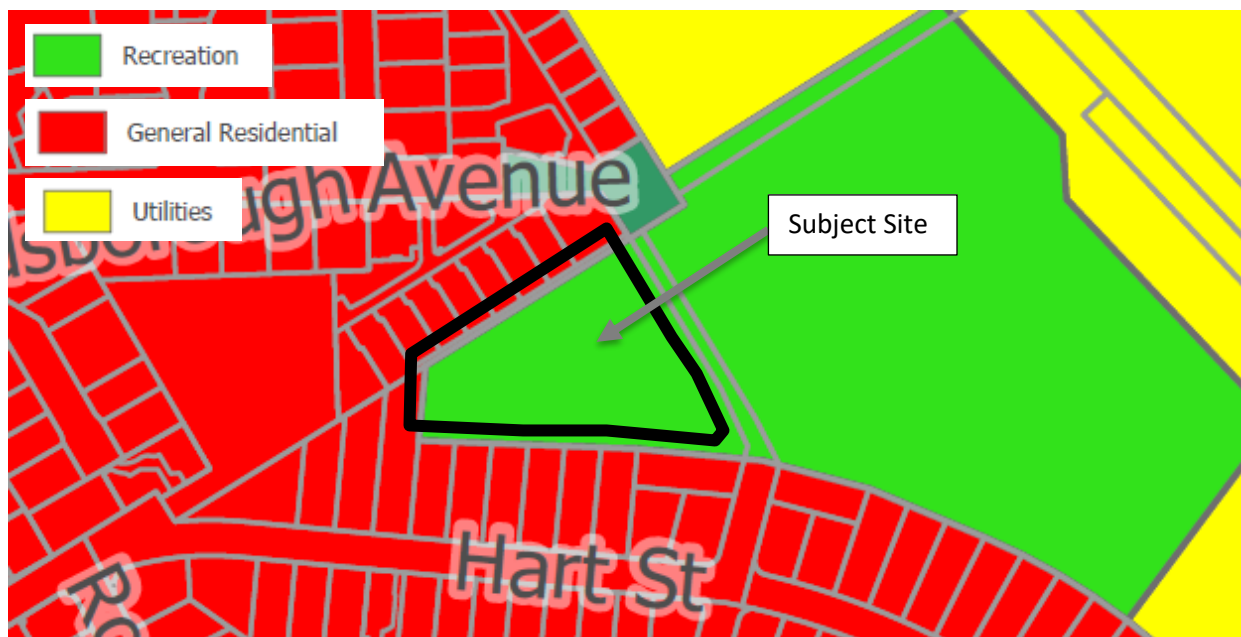 Recreation
General Residential
Utilities
Avenue
Subject Site
Hart St